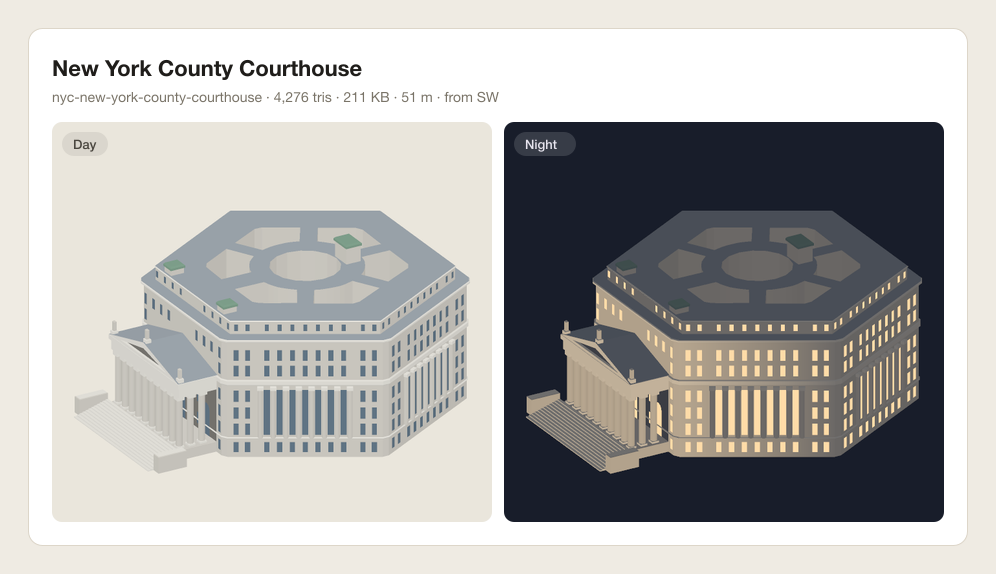 New York County Courthouse
nyc-new-york-county-courthouse · 4,276 tris · 211 KB · 51 m · from SW
Day
Night